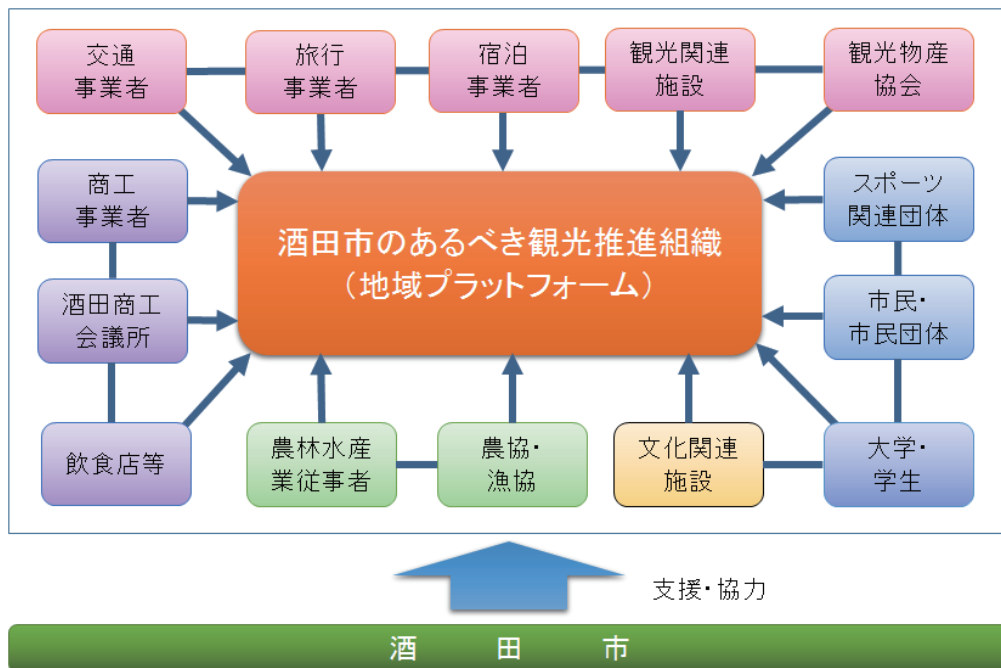 交通
事業者
旅行
事業者
宿泊
事業者
観光関連
施設
観光物産
協会
商工
事業者
酒田市のあるべき観光推進組織
（地域プラットフォーム）
スポーツ
関連団体
酒田商工
会議所
市民・
市民団体
飲食店等
農林水産
業従事者
農協・
漁協
文化関連
施設
大学・
学生
支援・協力
酒田市